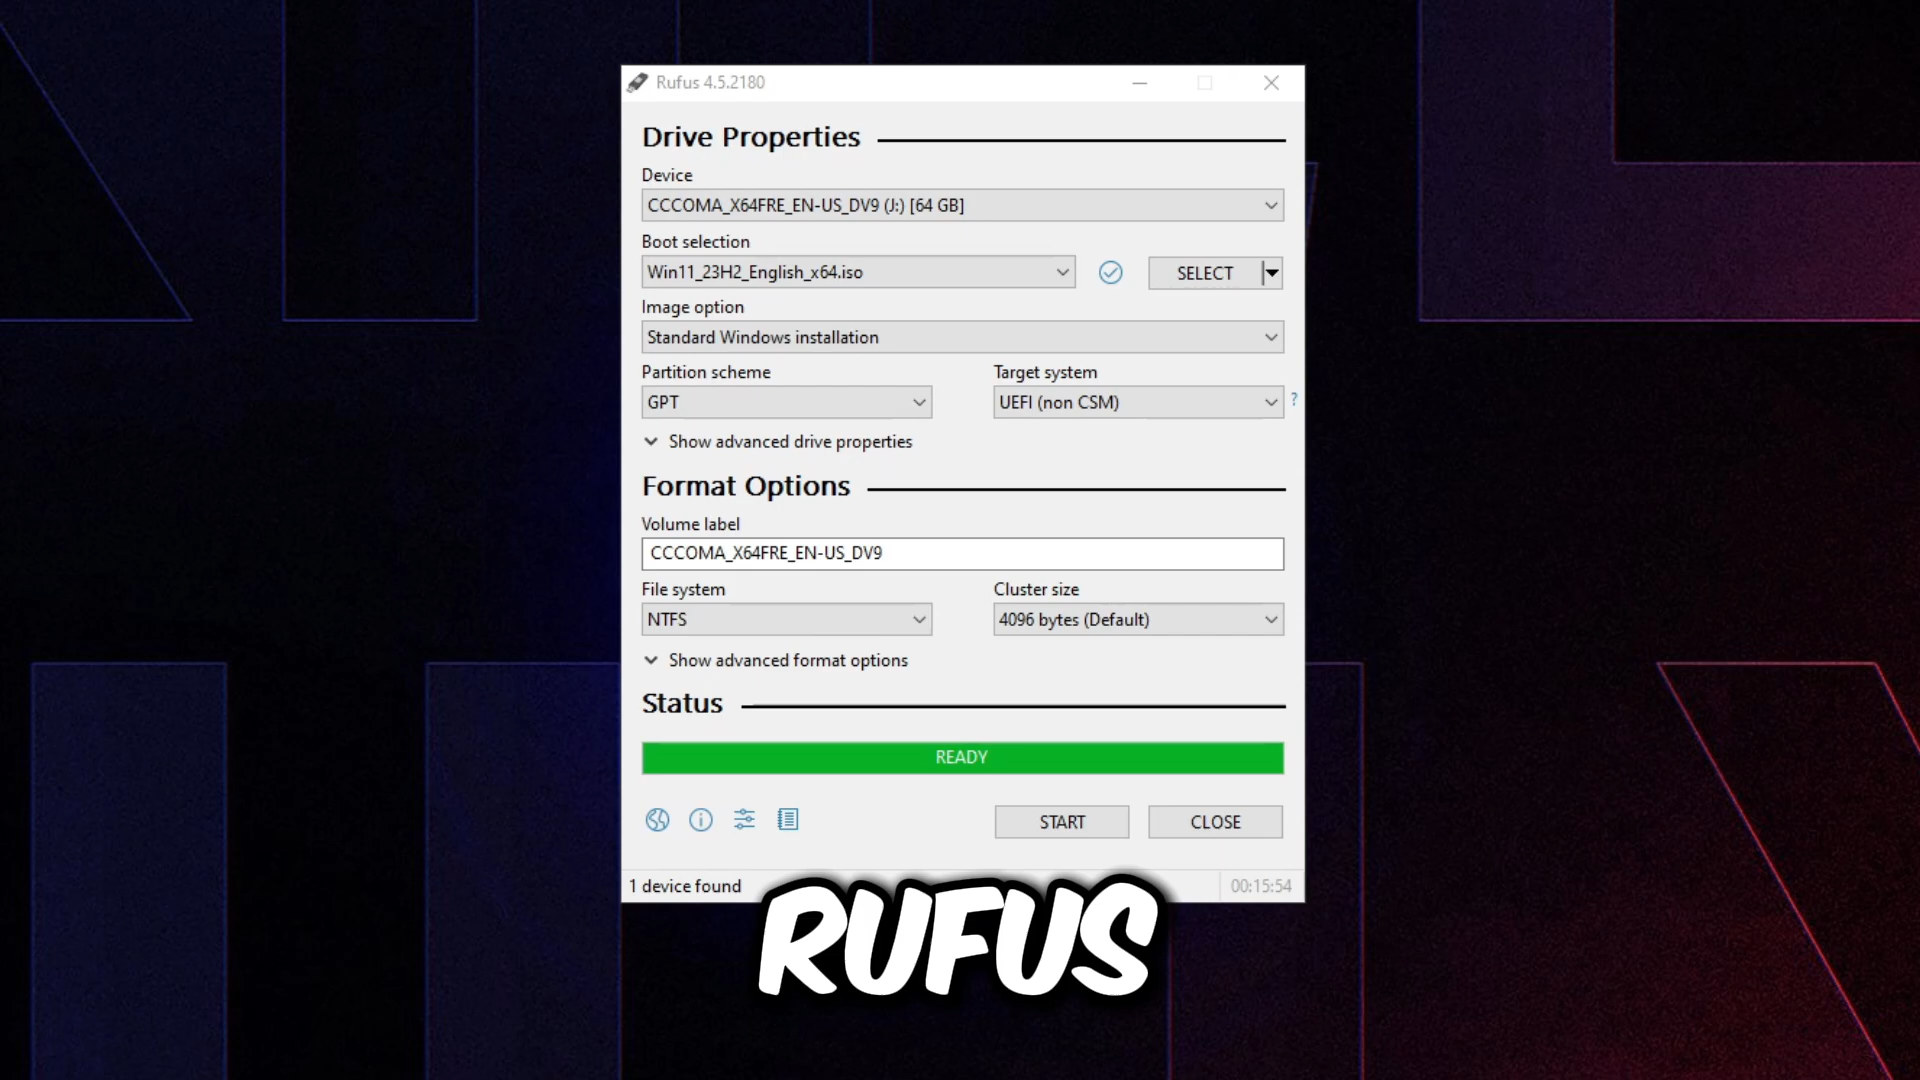 Rufus 4.5.2180
Drive Properties
Device
CCCOMA_X64FRE_EN-US_DV9 (J:) [64 GB]
Boot selection
Win11_23H2_English_x64.iso
SELECT
Image option
Standard Windows installation
Partition scheme
Target system
GPT
UEFI (non CSM)
?
Show advanced drive properties
Format Options
Volume label
CCCOMA_X64FRE_EN-US_DV9
File system
Cluster size
NTFS
4096 bytes (Default)
Show advanced format options
Status
READY
START
CLOSE
1 device found
00:15:54
RUFUS